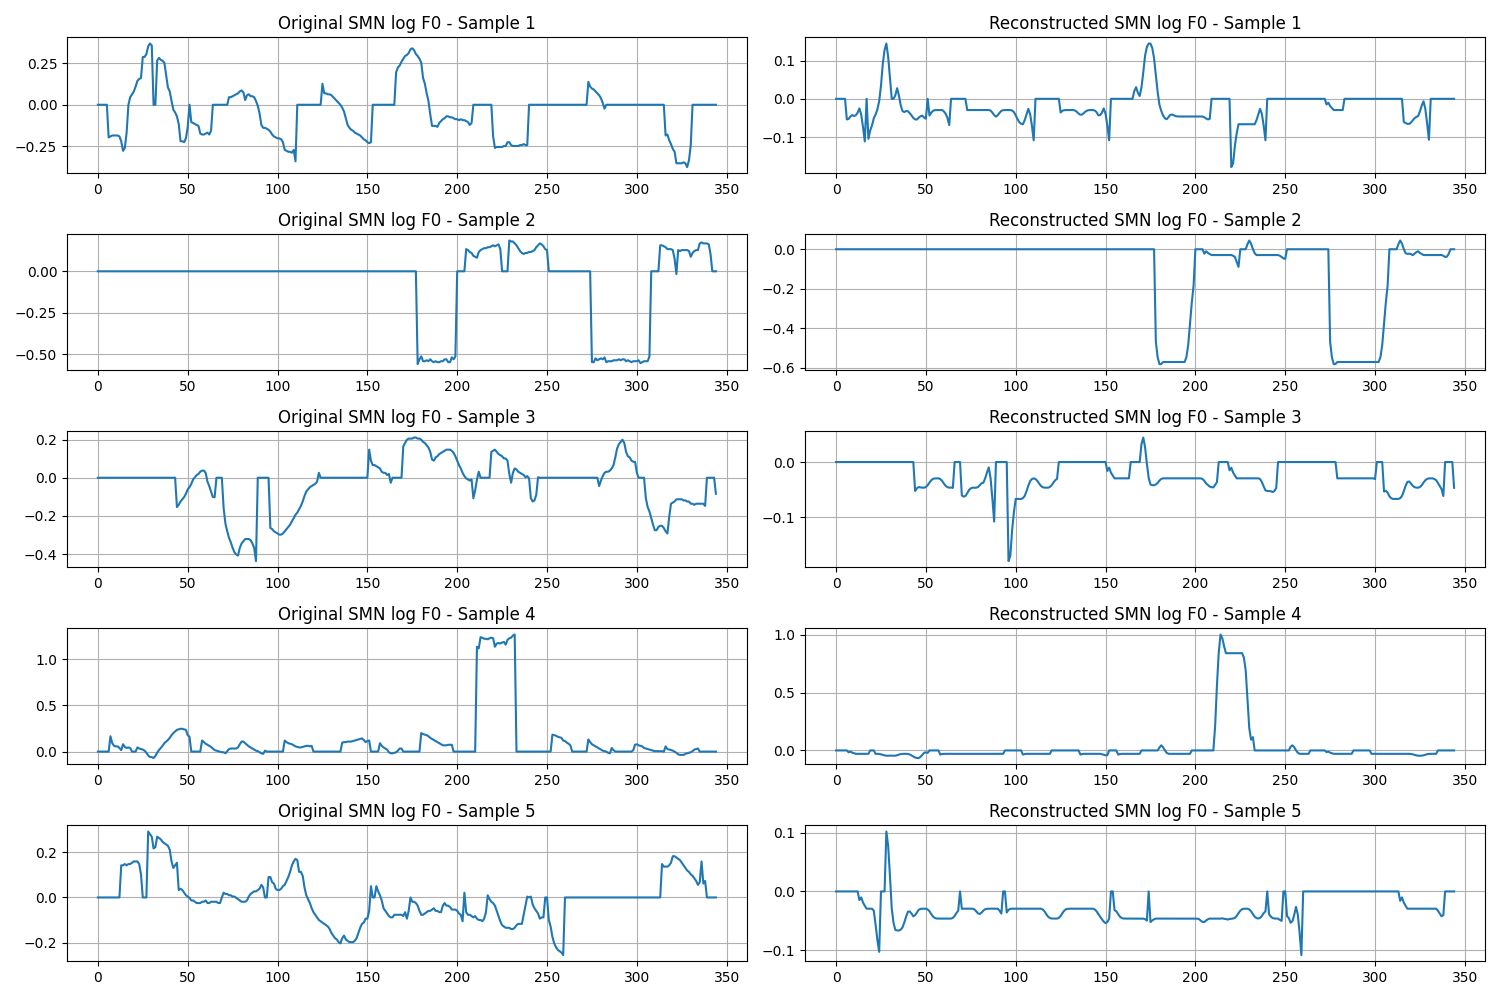 Original SMN log F0 - Sample 1
0.25
0.00
−0.25
0 50 100 150 200 250 300 350
Reconstructed SMN log F0 - Sample 1
0.1
0.0
−0.1
0 50 100 150 200 250 300 350
Original SMN log F0 - Sample 2
0.00
−0.25
−0.50
0 50 100 150 200 250 300 350
Reconstructed SMN log F0 - Sample 2
0.0
−0.2
−0.4
−0.6
0 50 100 150 200 250 300 350
Original SMN log F0 - Sample 3
0.2
0.0
−0.2
−0.4
0 50 100 150 200 250 300 350
Reconstructed SMN log F0 - Sample 3
0.0
−0.1
0 50 100 150 200 250 300 350
Original SMN log F0 - Sample 4
1.0
0.5
0.0
0 50 100 150 200 250 300 350
Reconstructed SMN log F0 - Sample 4
1.0
0.5
0.0
0 50 100 150 200 250 300 350
Original SMN log F0 - Sample 5
0.2
0.0
−0.2
0 50 100 150 200 250 300 350
Reconstructed SMN log F0 - Sample 5
0.1
0.0
−0.1
0 50 100 150 200 250 300 350